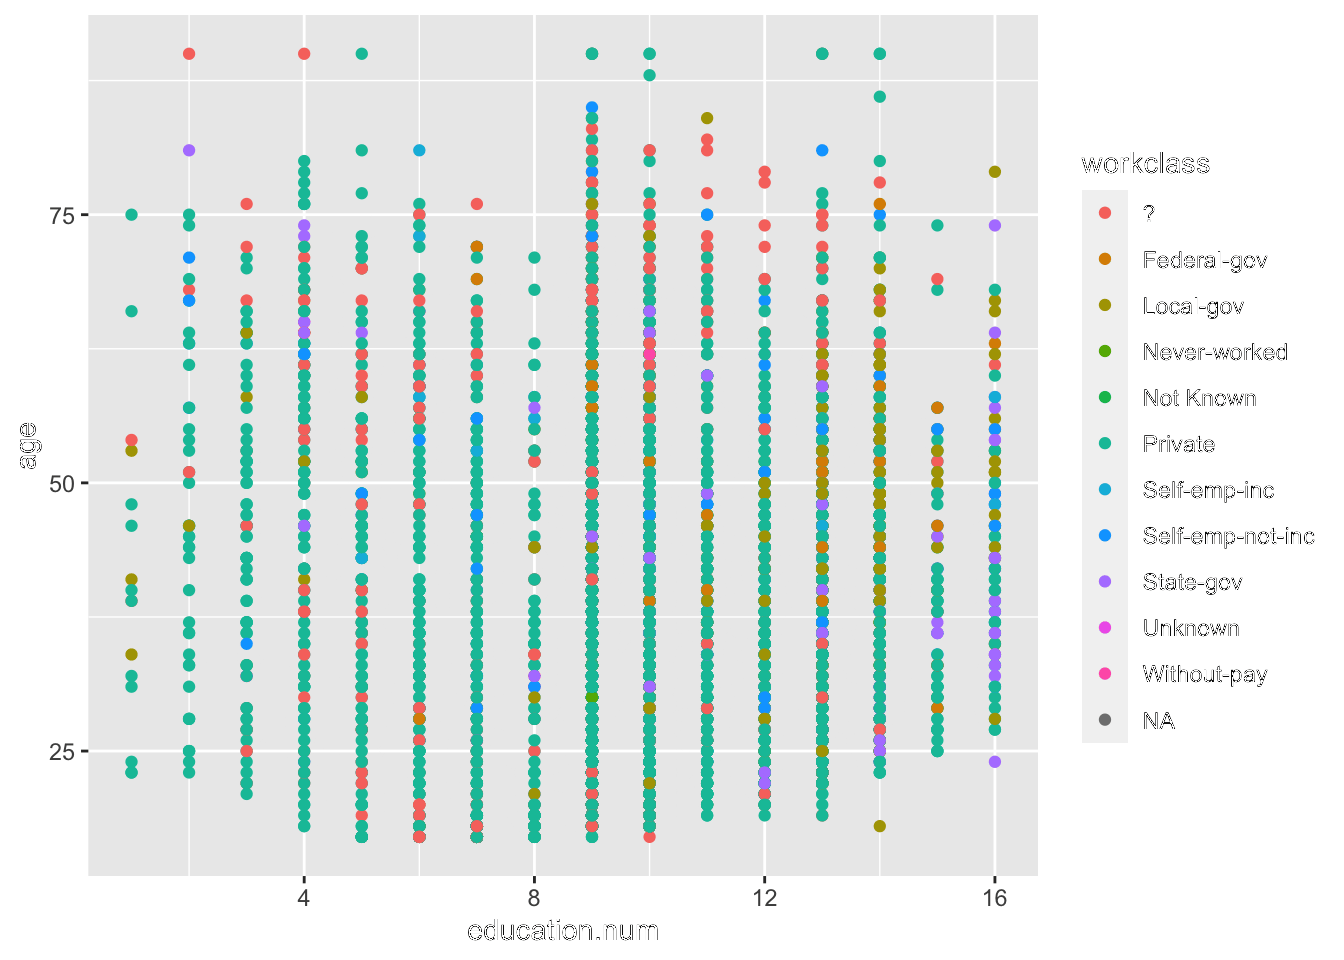 75
50
25
age
4
8
12
16
education.num
workclass
?
Federal-gov
Local-gov
Never-worked
Not Known
Private
Self-emp-inc
Self-emp-not-inc
State-gov
Unknown
Without-pay
NA